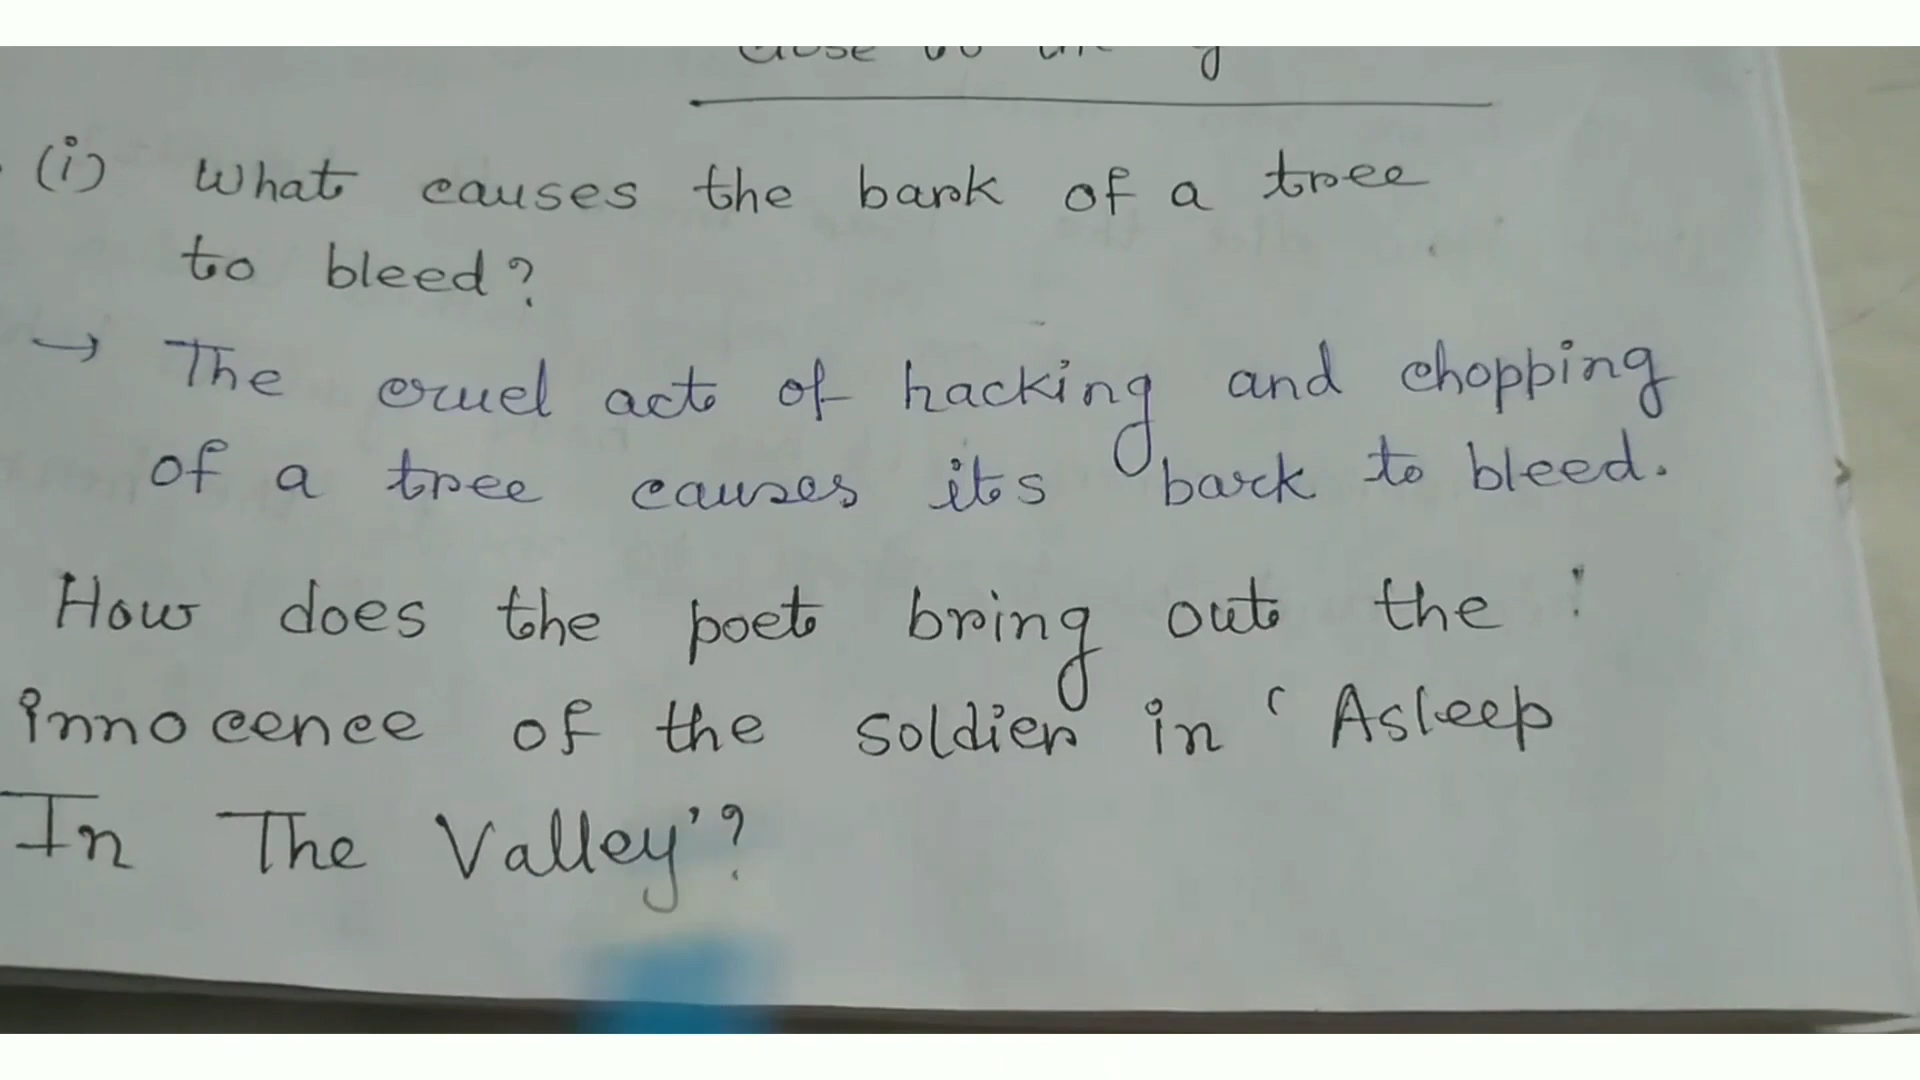 (i) What causes the bark of a tree
to bleed?
→ The cruel act of hacking and chopping
of a tree causes its bark to bleed.
How does the poet bring out the
innocence of the soldier in 'Asleep
In The Valley'?